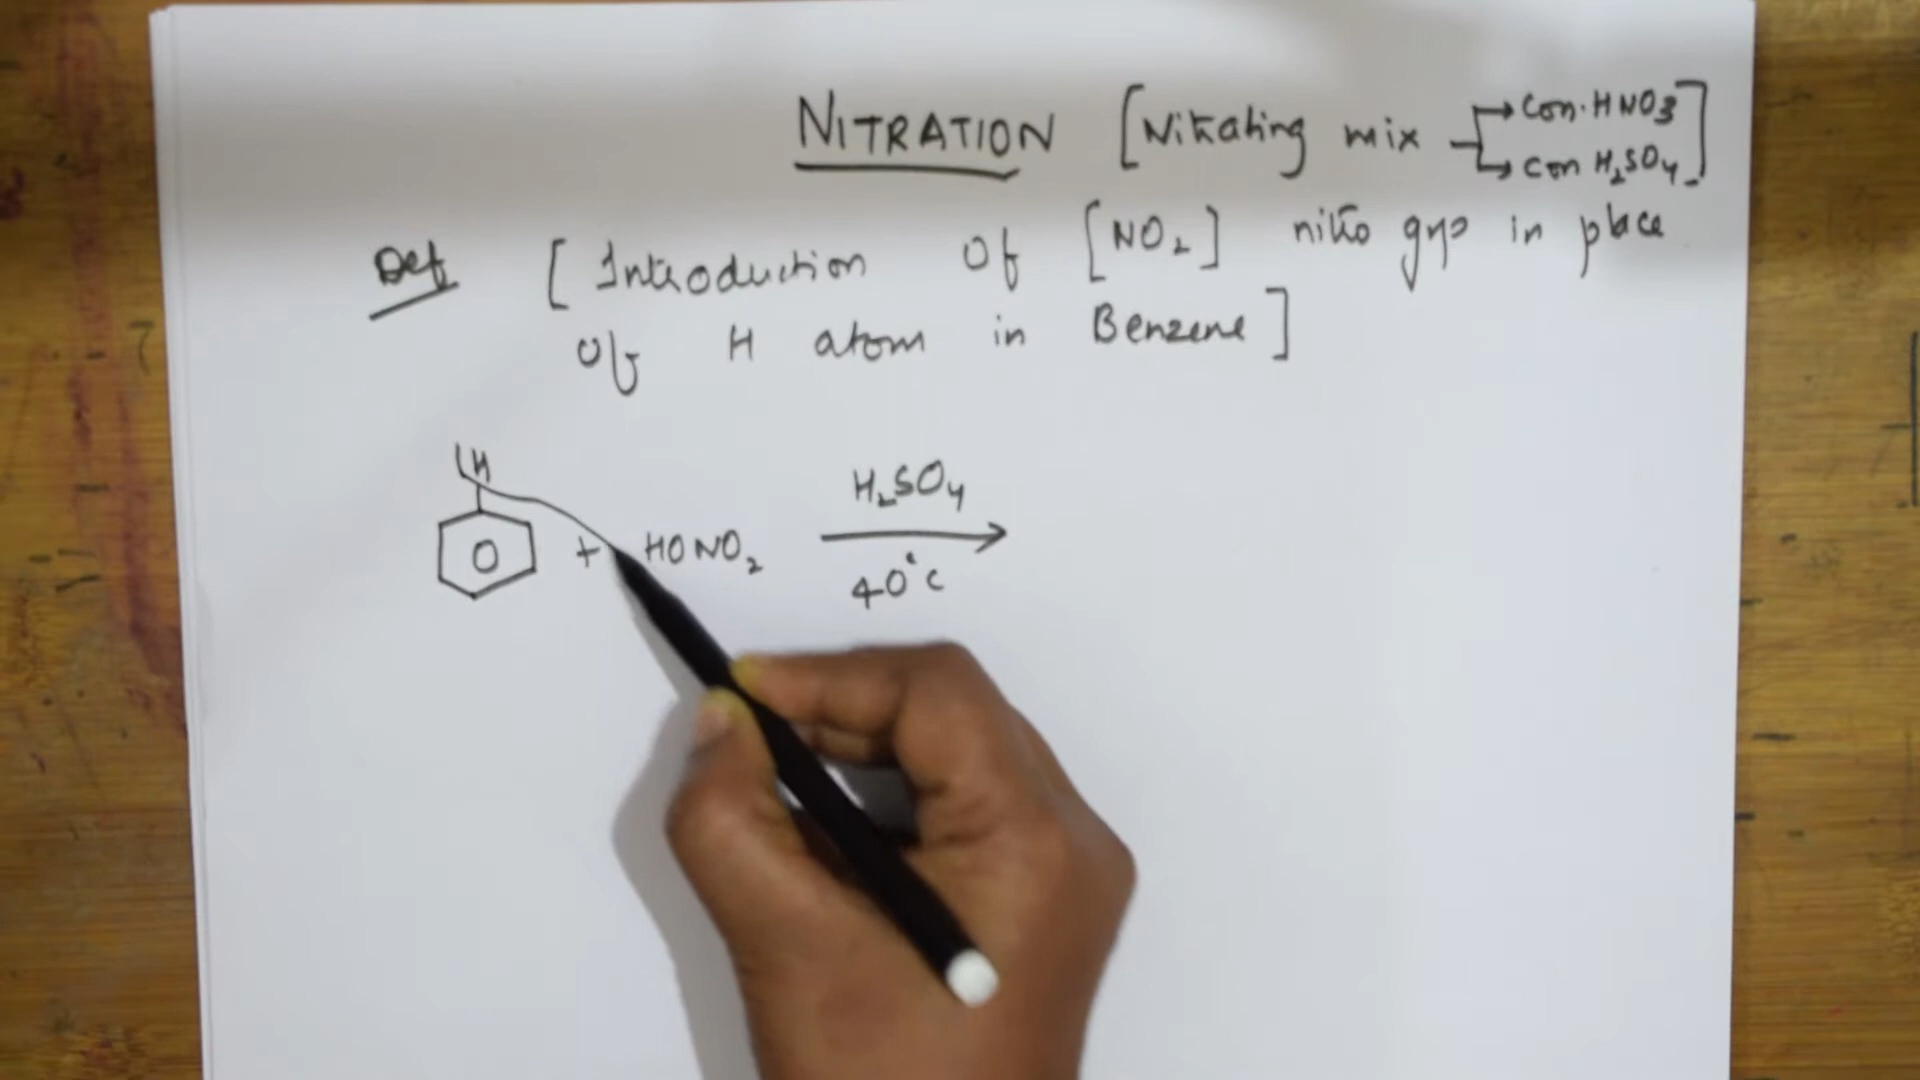 NITRATION [Nitrating mix → Con. HNO3
→ Con H₂SO₄]
Def [Introduction of [NO₂] nitro grp in place
of H atom in Benzene]
H
+ HONO₂
H₂SO₄
40°C